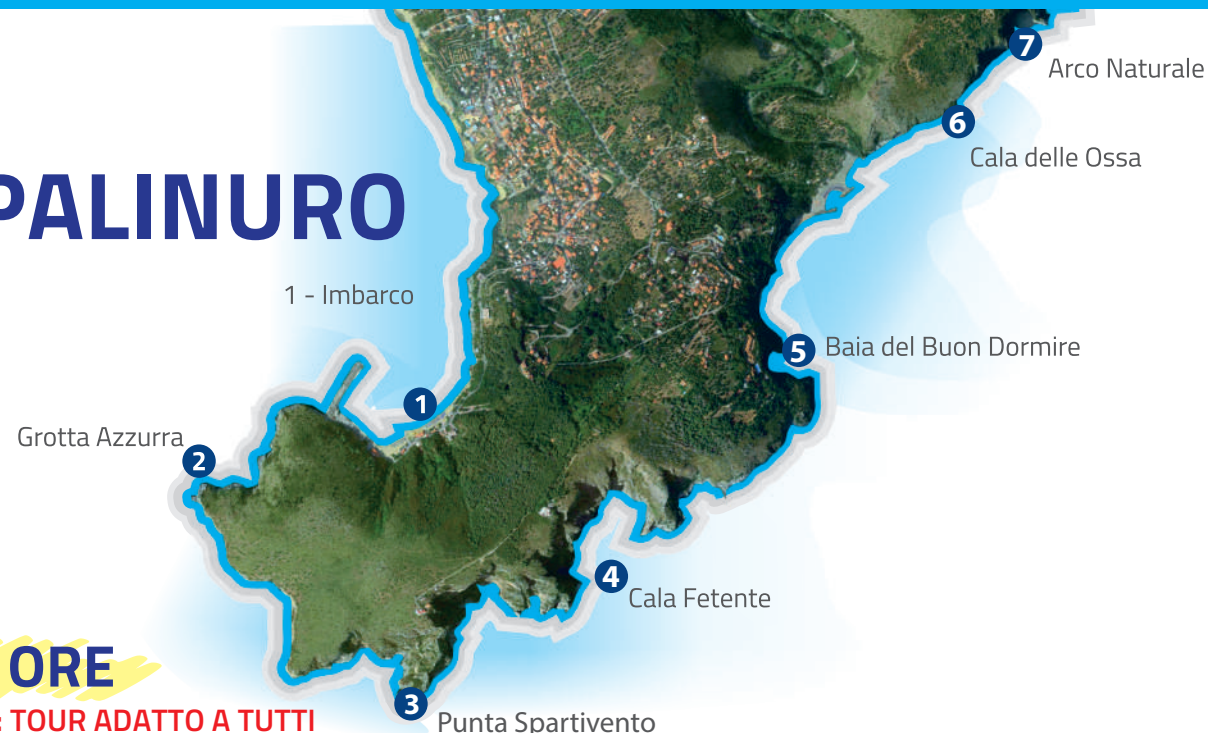 7
Arco Naturale
6
Cala delle Ossa
PALINURO
1 - Imbarco
5 Baia del Buon Dormire
1
Grotta Azzurra
2
4
Cala Fetente
ORE
: TOUR ADATTO A TUTTI
3
Punta Spartivento